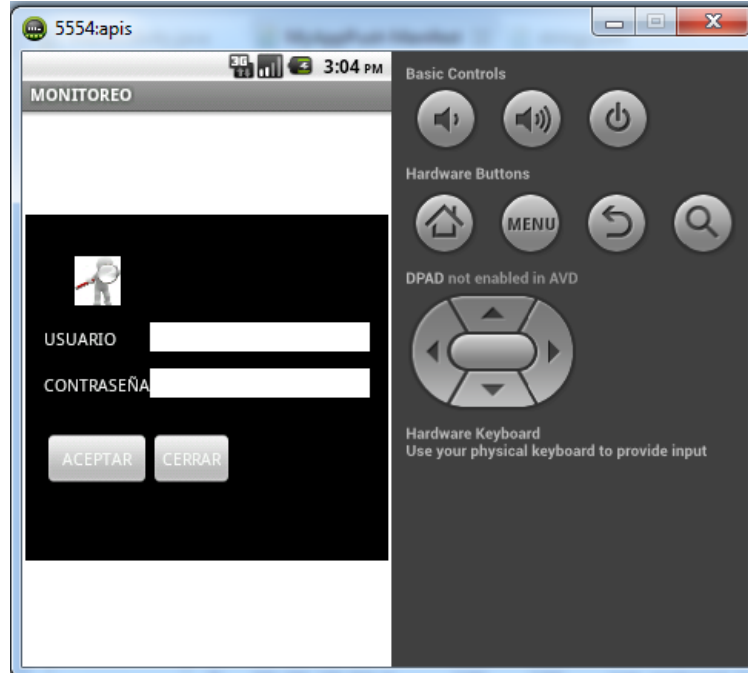 5554:apis
3G 3:04 PM
MONITOREO
USUARIO
CONTRASEÑA
ACEPTAR CERRAR
Basic Controls
Hardware Buttons
MENU
DPAD not enabled in AVD
Hardware Keyboard
Use your physical keyboard to provide input